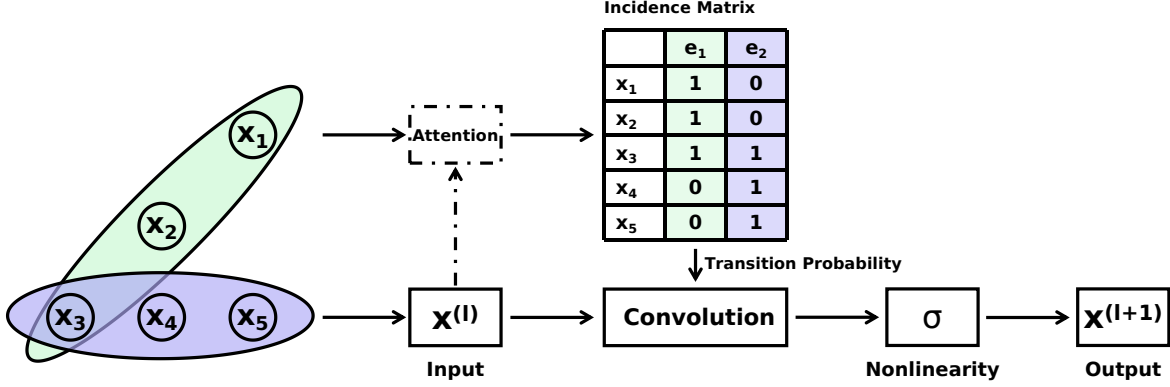 Incidence Matrix
e₁ e₂
x₁ 1 0
x₂ 1 0
x₃ 1 1
x₄ 0 1
x₅ 0 1
x₁
Attention
x₂
Transition Probability
x₃ x₄ x₅
x⁽ˡ⁾
Convolution
σ
x⁽ˡ⁺¹⁾
Input
Nonlinearity
Output